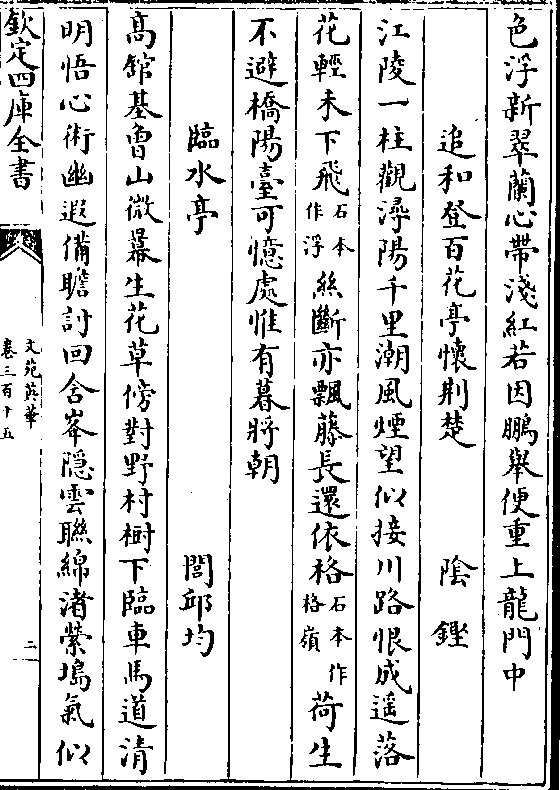 色浮新翠蘭心帶淺紅若因鵬舉便重上龍門中
追和登百花亭懷荆楚　陰鏗
江陵一柱觀潯陽千里潮風煙望似接川路恨成遥落
花輕未下飛石本作浮絲斷亦飄藤長還依格石本作格嶺荷生
不避橋陽臺可憶處惟有暮將朝
臨水亭　閭邱均
髙舘基曾山微幕生花草傍對野村樹下臨車馬道清
明悟心術幽遐備瞻討回合峯隱雲聯綿渚縈塢氣似
欽定四庫全書
文苑英華
卷三百十五
二